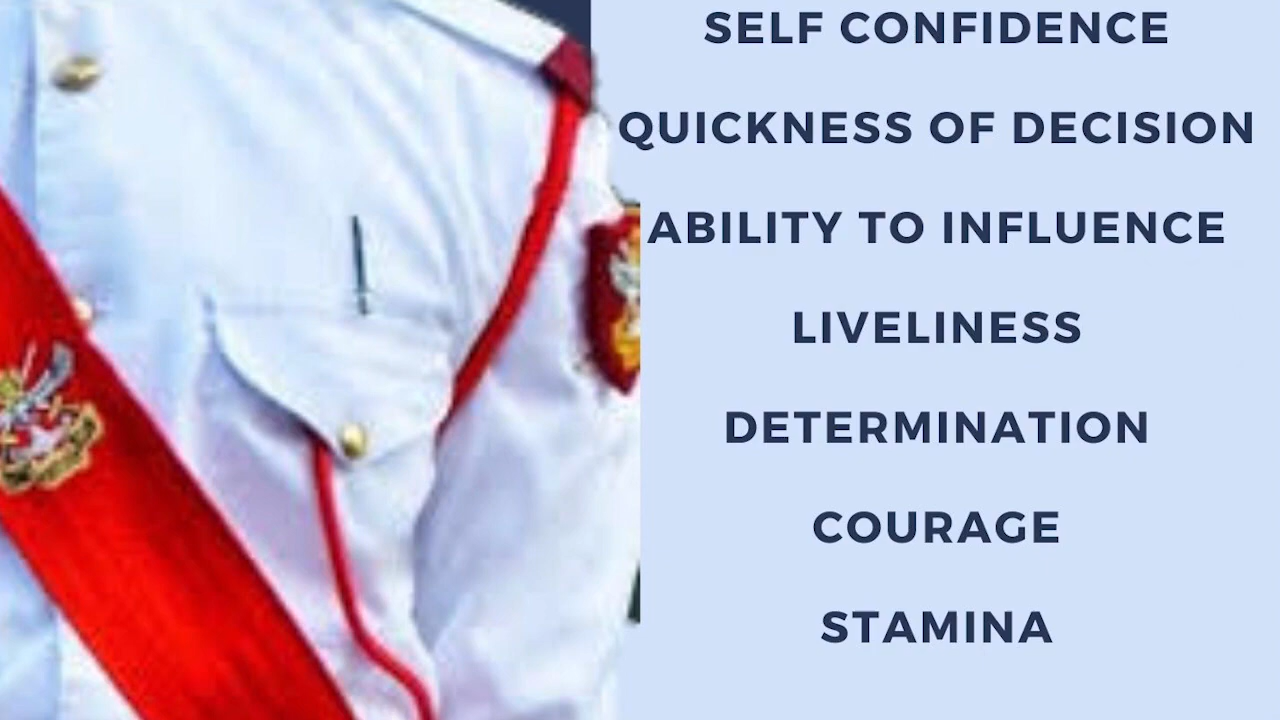 SELF CONFIDENCE
QUICKNESS OF DECISION
ABILITY TO INFLUENCE
LIVELINESS
DETERMINATION
COURAGE
STAMINA